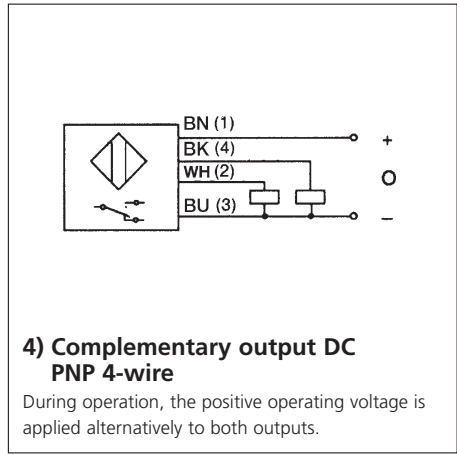 BN (1)
+
BK (4)
O
WH (2)
BU (3)
–
4) Complementary output DC
PNP 4-wire
During operation, the positive operating voltage is
applied alternatively to both outputs.